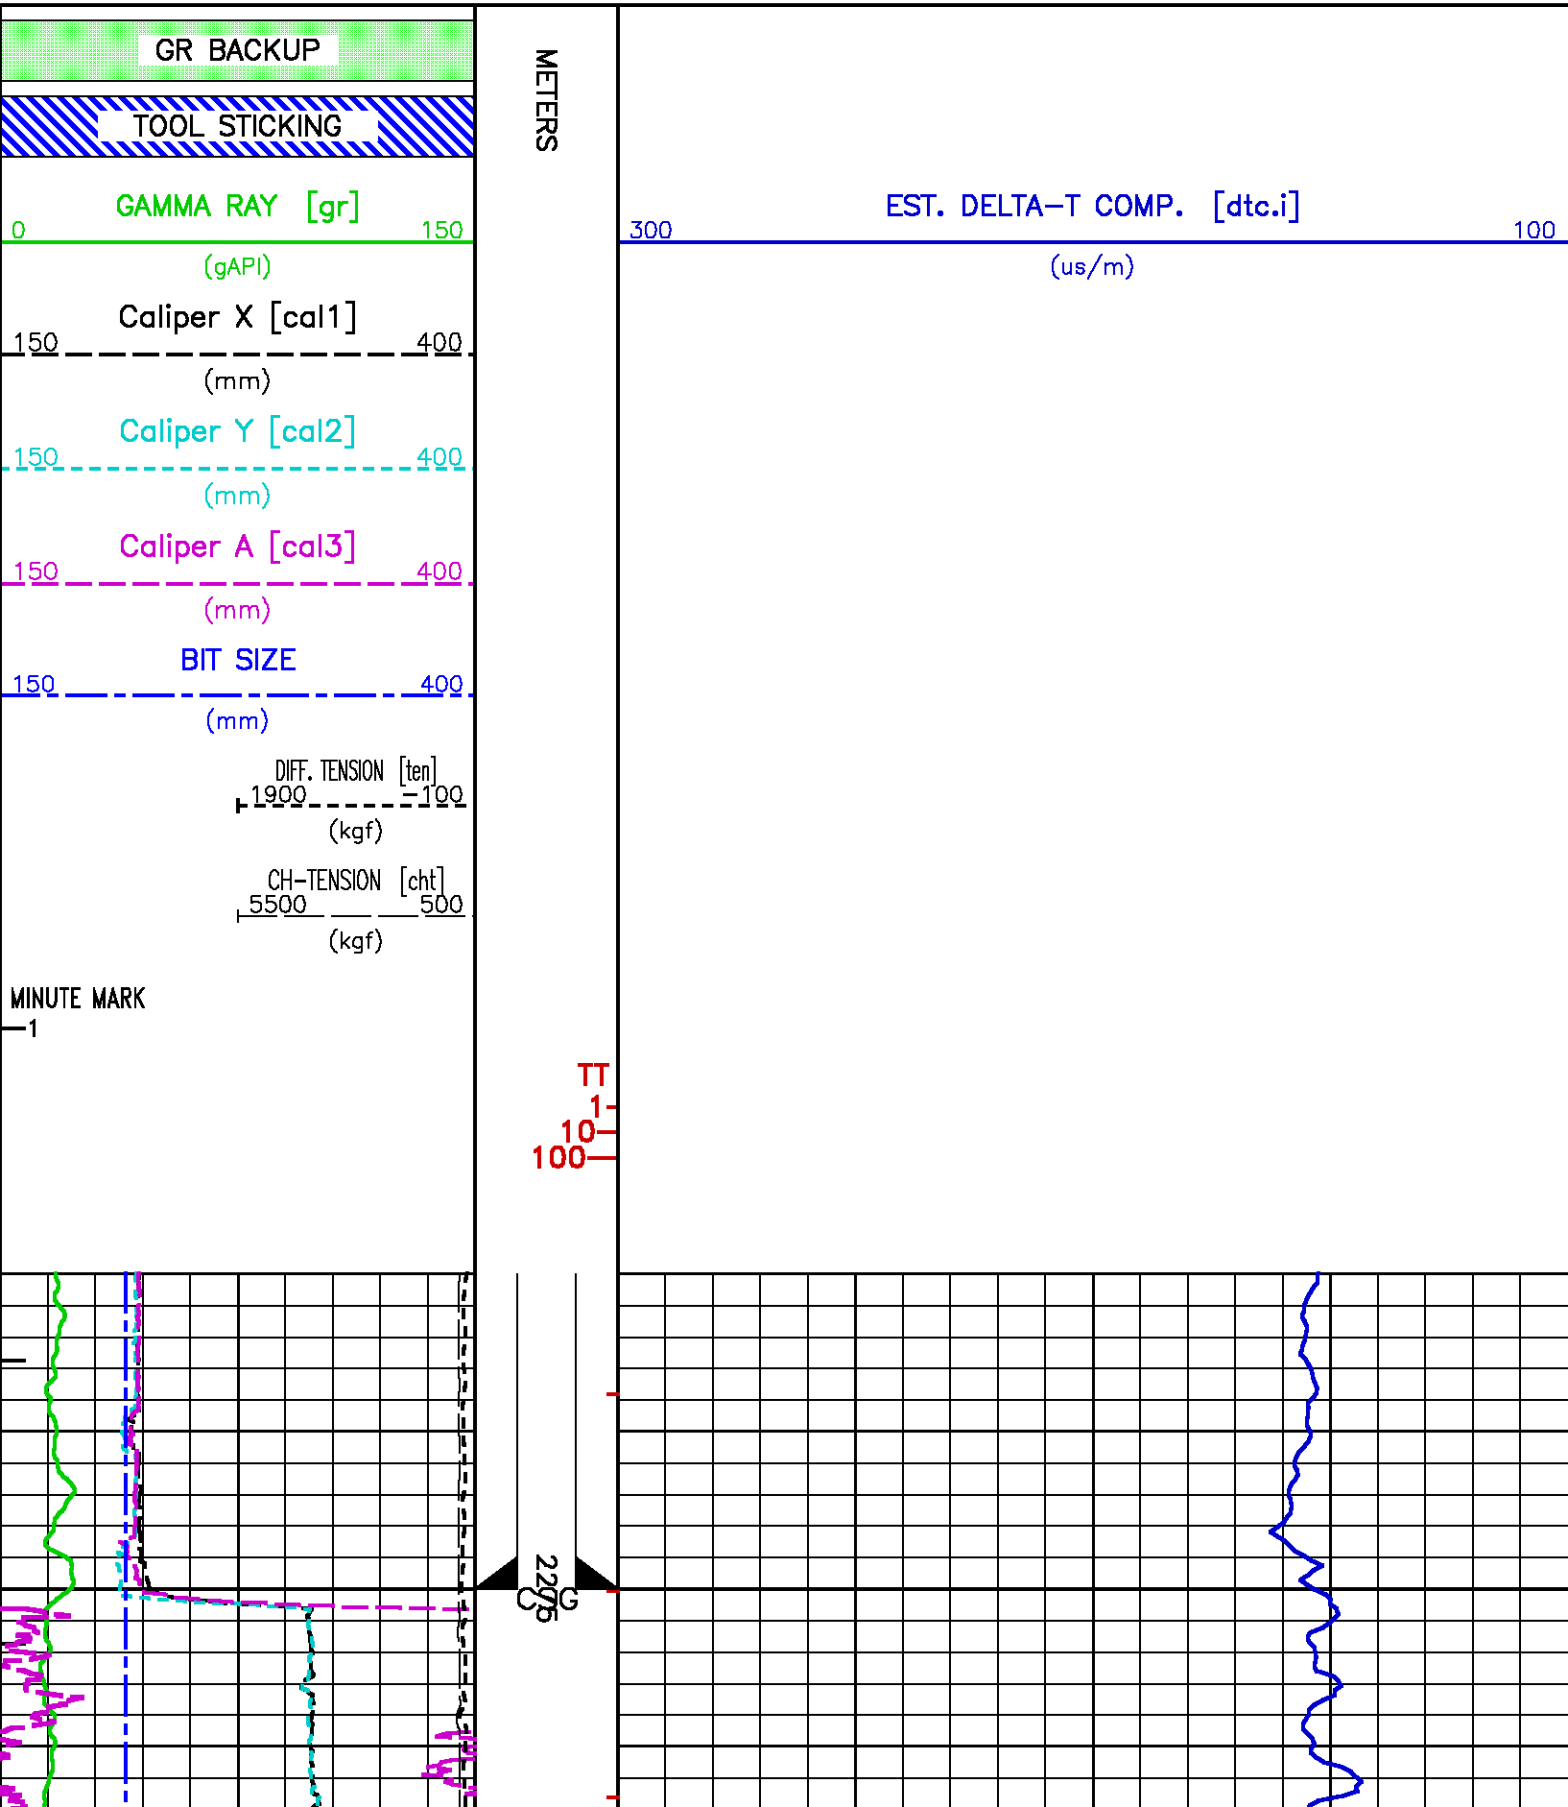 GR BACKUP
TOOL STICKING
GAMMA RAY [gr]
0 150
(gAPI)
Caliper X [cal1]
150 400
(mm)
Caliper Y [cal2]
150 400
(mm)
Caliper A [cal3]
150 400
(mm)
BIT SIZE
150 400
(mm)
DIFF. TENSION [ten]
1900 -100
(kgf)
CH-TENSION [cht]
5500 500
(kgf)
MINUTE MARK
1
METERS
TT
1
10
100
EST. DELTA-T COMP. [dtc.i]
300 100
(us/m)